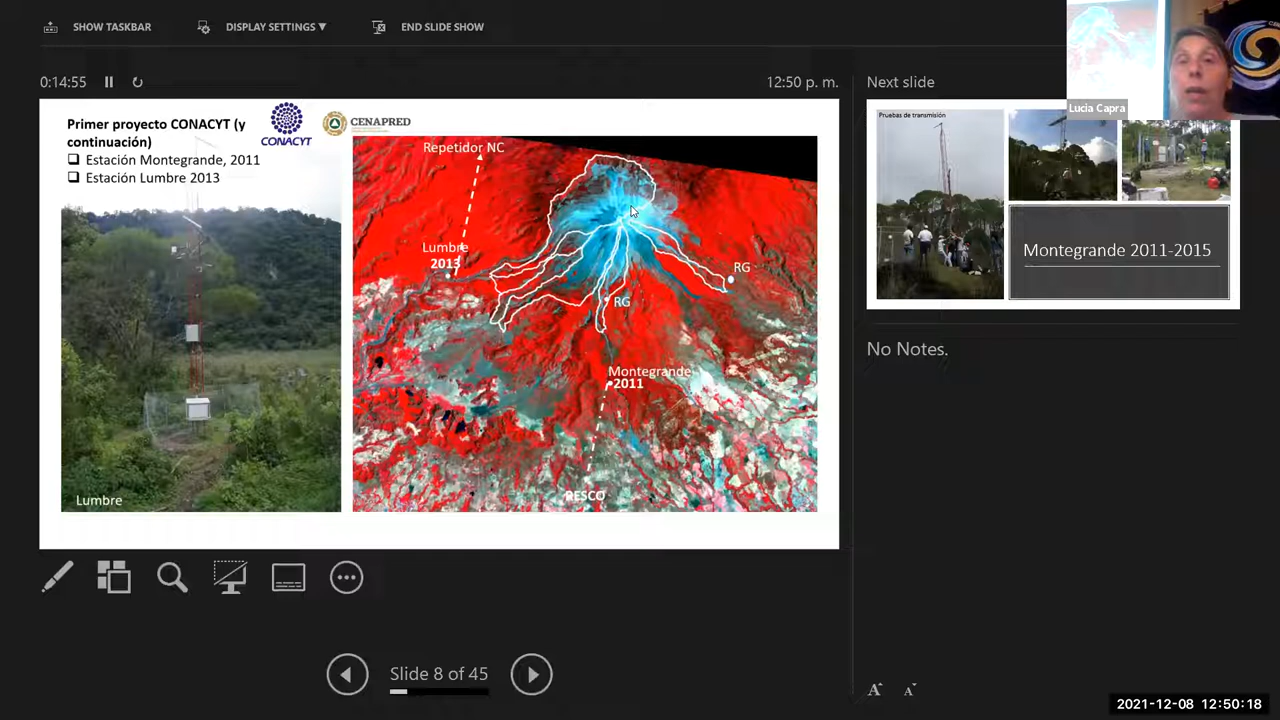 SHOW TASKBAR
DISPLAY SETTINGS ▼
END SLIDE SHOW
0:14:55
12:50 p. m.
Primer proyecto CONACYT (y
continuación)
Estación Montegrande, 2011
Estación Lumbre 2013
CONACYT
CENAPRED
Repetidor NC
Lumbre
2013
RG
RG
Montegrande
2011
RESCO
Lumbre
Next slide
Lucia Capra
Pruebas de transmisión
Montegrande 2011-2015
No Notes.
Slide 8 of 45
A
A
2021-12-08 12:50:18